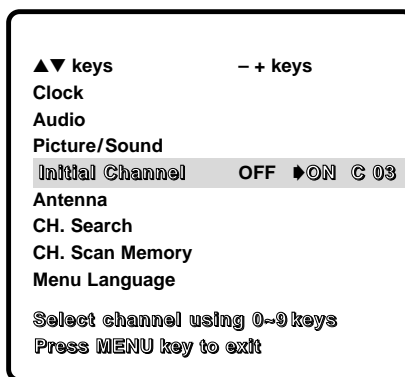 ▲▼ keys – + keys
Clock
Audio
Picture/Sound
Initial Channel OFF ➧ON C 03
Antenna
CH. Search
CH. Scan Memory
Menu Language
Select channel using 0~9 keys
Press MENU key to exit